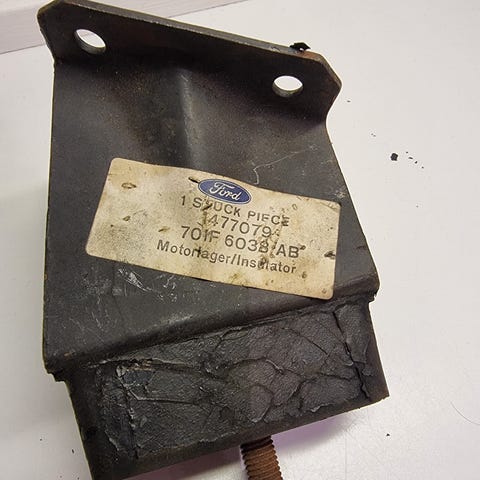 Ford
1 STUCK PIECE
1477079
701F 6038 AB
Motorlager/Insulator